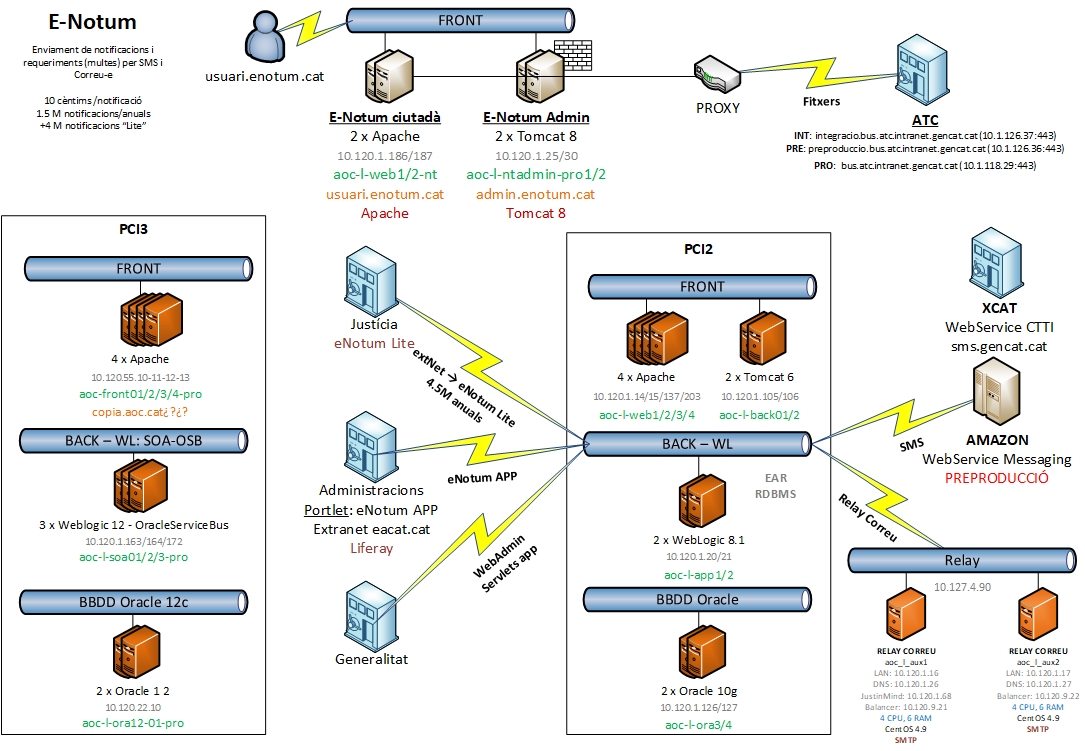 E-Notum
Enviament de notificacions i
requeriments (multes) per SMS i
Correu-e
10 cèntims/notificació
1.5 M notificacions/anuals
+4 M notificacions “Lite”
usuari.enotum.cat
FRONT
E-Notum ciutadà
2 x Apache
10.120.1.186/187
aoc-l-web1/2-nt
usuari.enotum.cat
Apache
E-Notum Admin
2 x Tomcat 8
10.120.1.25/30
aoc-l-ntadmin-pro1/2
admin.enotum.cat
Tomcat 8
PROXY
Fitxers
ATC
INT: integracio.bus.atc.intranet.gencat.cat (10.1.126.37:443)
PRE: preproduccio.bus.atc.intranet.gencat.cat (10.126.36:443)
PRO: bus.atc.intranet.gencat.cat (10.1.118.29:443)
PCI3
FRONT
4 x Apache
10.120.55.10-11-12-13
aoc-front01/2/3/4-pro
copia.aoc.cat¿?¿?
BACK – WL: SOA-OSB
3 x Weblogic 12 - OracleServiceBus
10.120.1.163/164/172
aoc-l-soa01/2/3-pro
BBDD Oracle 12c
2 x Oracle 1 2
10.120.22.10
aoc-l-ora12-01-pro
Justícia
eNotum Lite
extNet → eNotum Lite
4.5M anuals
Administracions
Portlet: eNotum APP
Extranet eacat.cat
Liferay
eNotum APP
WebAdmin
Servlets app
Generalitat
PCI2
FRONT
4 x Apache
10.120.1.14/15/137/203
aoc-l-web1/2/3/4
2 x Tomcat 6
10.120.1.105/106
aoc-l-back01/2
BACK – WL
EAR
RDBMS
2 x WebLogic 8.1
10.120.1.20/21
aoc-l-app1/2
BBDD Oracle
2 x Oracle 10g
10.120.1.126/127
aoc-l-ora3/4
XCAT
WebService CTTI
sms.gencat.cat
SMS
AMAZON
WebService Messaging
PREPRODUCCIÓ
Relay Correu
Relay
10.127.4.90
RELAY CORREU
aoc_l_aux1
LAN: 10.120.1.16
DNS: 10.120.1.26
JustinMind: 10.120.1.68
Balancer: 10.120.9.21
4 CPU, 6 RAM
CentOS 4.9
SMTP
RELAY CORREU
aoc_l_aux2
LAN: 10.120.1.17
DNS: 10.120.1.27
Balancer: 10.120.9.22
4 CPU, 6 RAM
CentOS 4.9
SMTP